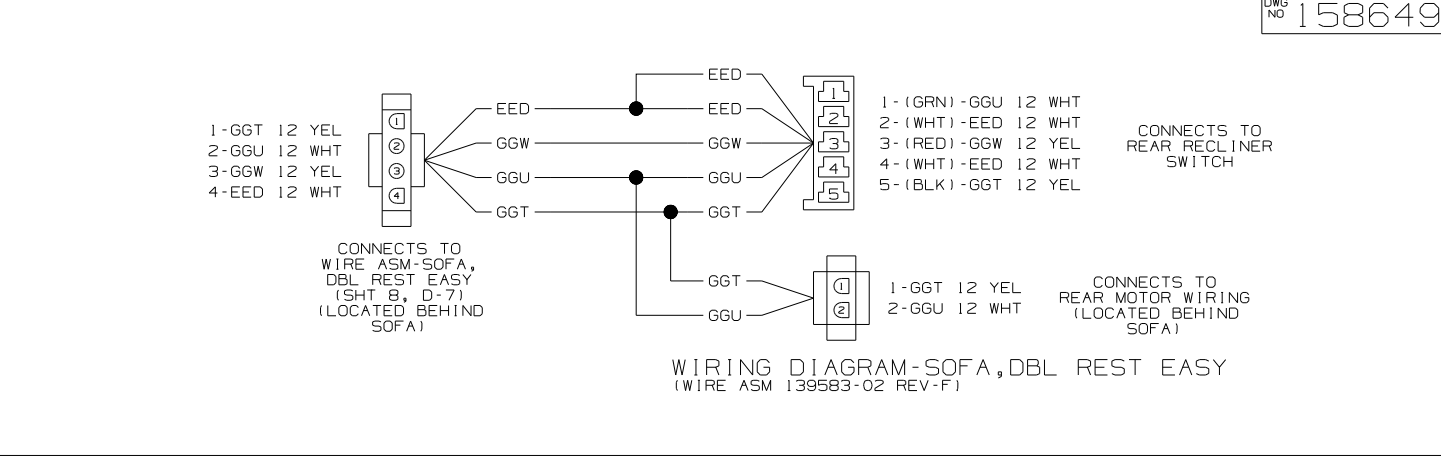 DWG
NO 158649
EED
EED
EED
GGW
GGW
GGU
GGU
GGT
GGT
GGT
GGU
1-GGT 12 YEL
2-GGU 12 WHT
3-GGW 12 YEL
4-EED 12 WHT
1
2
3
4
CONNECTS TO
WIRE ASM-SOFA,
DBL REST EASY
(SHT 8, D-7)
(LOCATED BEHIND
SOFA)
1
2
3
4
5
1-(GRN)-GGU 12 WHT
2-(WHT)-EED 12 WHT
3-(RED)-GGW 12 YEL
4-(WHT)-EED 12 WHT
5-(BLK)-GGT 12 YEL
CONNECTS TO
REAR RECLINER
SWITCH
1
2
1-GGT 12 YEL
2-GGU 12 WHT
CONNECTS TO
REAR MOTOR WIRING
(LOCATED BEHIND
SOFA)
WIRING DIAGRAM-SOFA,DBL REST EASY
(WIRE ASM 139583-02 REV-F)